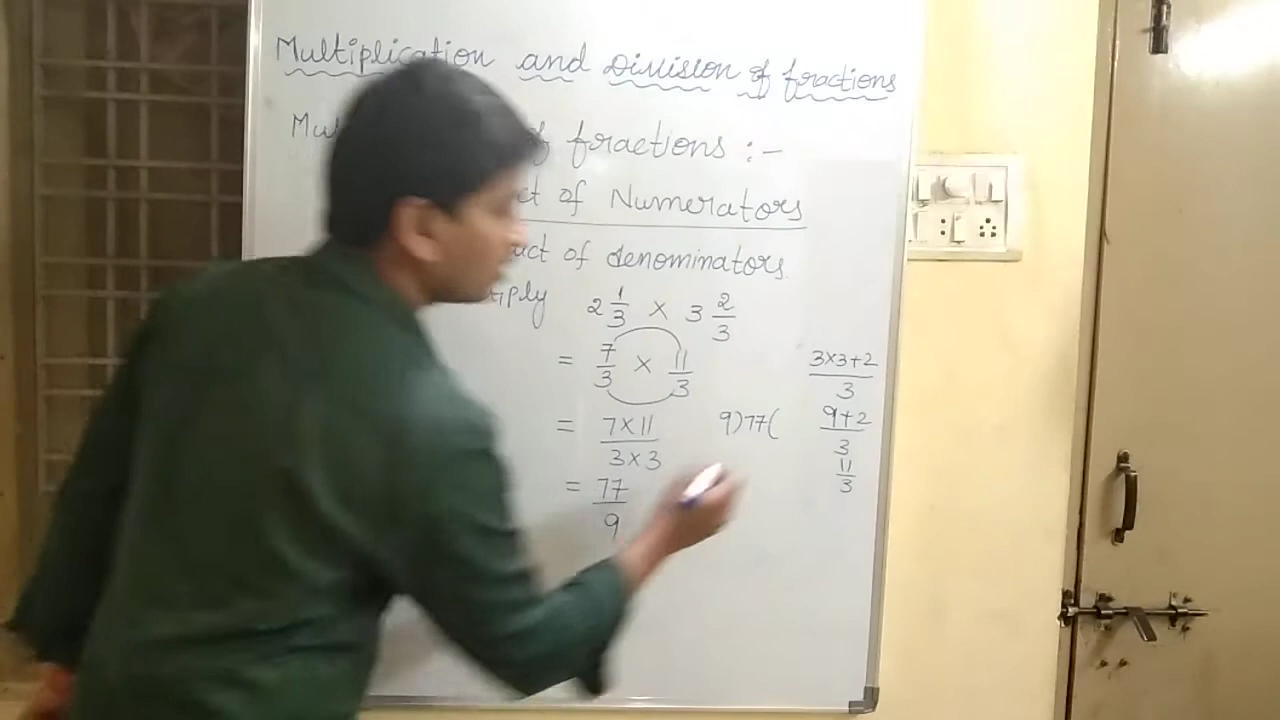 Multiplication and Division of fractions
of fractions :-
of Numerators
of denominators
2 1/3 × 3 2/3
= 7/3 × 11/3
3×3+2/3
= 7×11/3×3
9)77(
9+2/3
11/3
= 77/9